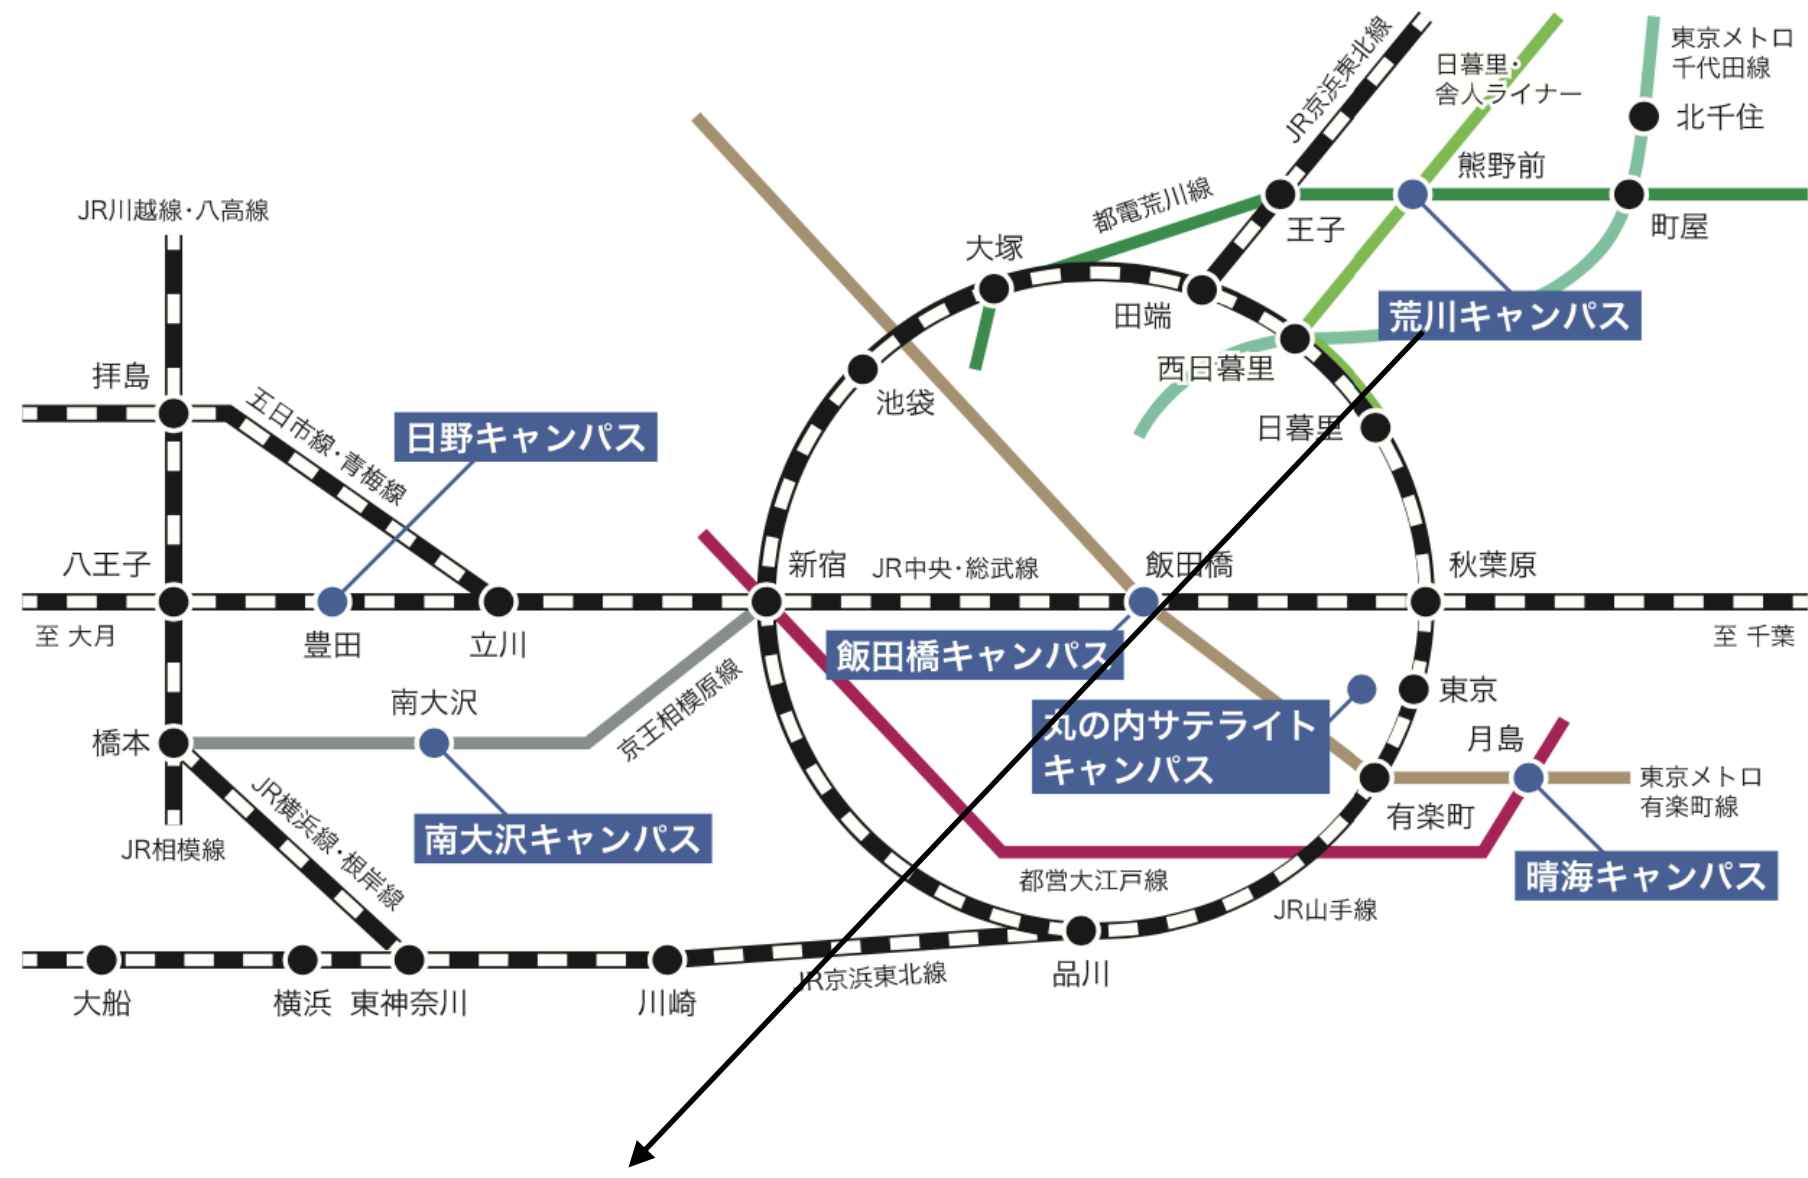 JR京浜東北線
日暮里・
舎人ライナー
東京メトロ
千代田線
北千住
熊野前
都電荒川線
王子
町屋
JR川越線・八高線
大塚
田端
荒川キャンパス
西日暮里
拝島
五日市線・青梅線
池袋
日暮里
日野キャンパス
八王子
新宿
JR中央・総武線
飯田橋
秋葉原
至 大月
豊田
立川
至 千葉
飯田橋キャンパス
京王相模原線
南大沢
東京
丸の内サテライト
キャンパス
橋本
月島
東京メトロ
有楽町線
JR横浜線・根岸線
有楽町
南大沢キャンパス
JR相模線
晴海キャンパス
都営大江戸線
JR山手線
JR京浜東北線
品川
大船
横浜
東神奈川
川崎